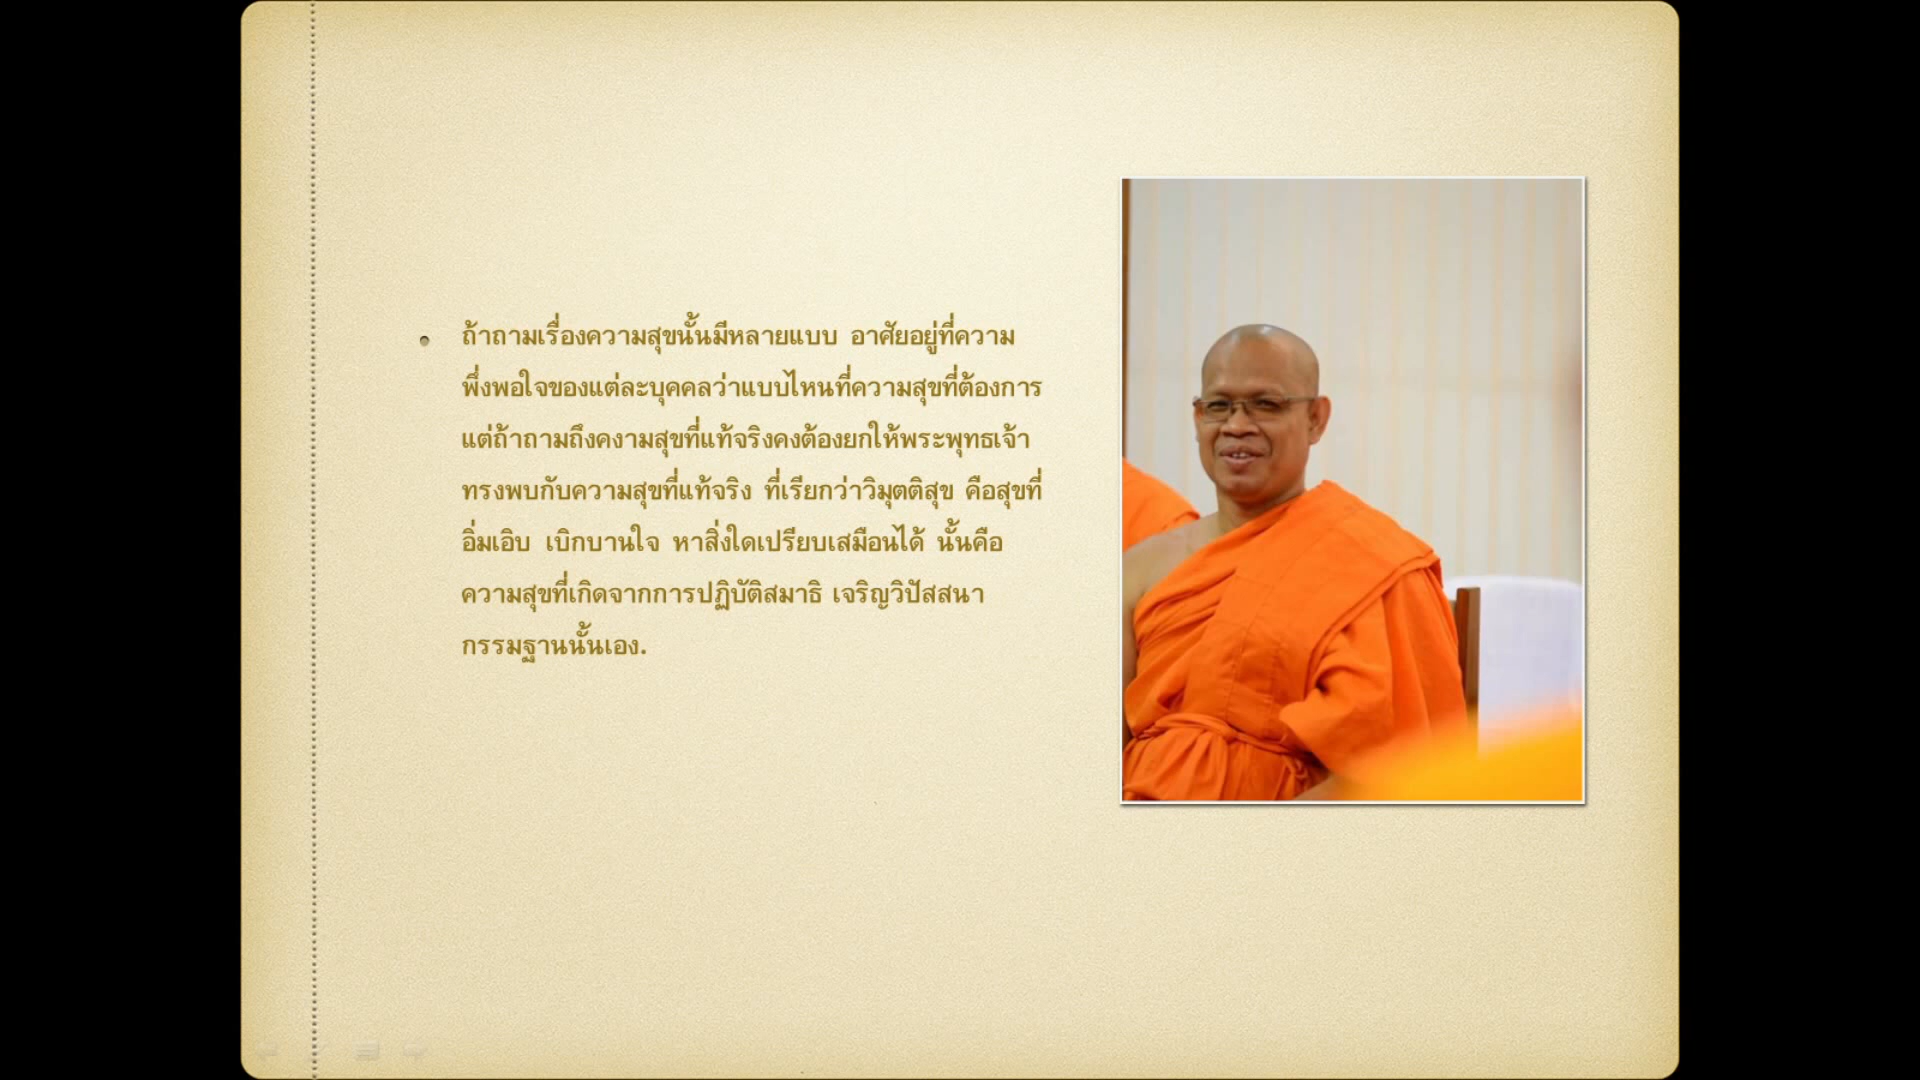 ถ้าถามเรื่องความสุขนั้นมีหลายแบบ อาศัยอยู่ที่ความ
พึ่งพอใจของแต่ละบุคคลว่าแบบไหนที่ความสุขที่ต้องการ
แต่ถ้าถามถึงคงามสุขที่แท้จริงคงต้องยกให้พระพุทธเจ้า
ทรงพบกับความสุขที่แท้จริง ที่เรียกว่าวิมุตติสุข คือสุขที่
อิ่มเอิบ เบิกบานใจ หาสิ่งใดเปรียบเสมือนได้ นั้นคือ
ความสุขที่เกิดจากการปฏิบัติสมาธิ เจริญวิปัสสนา
กรรมฐานนั้นเอง.